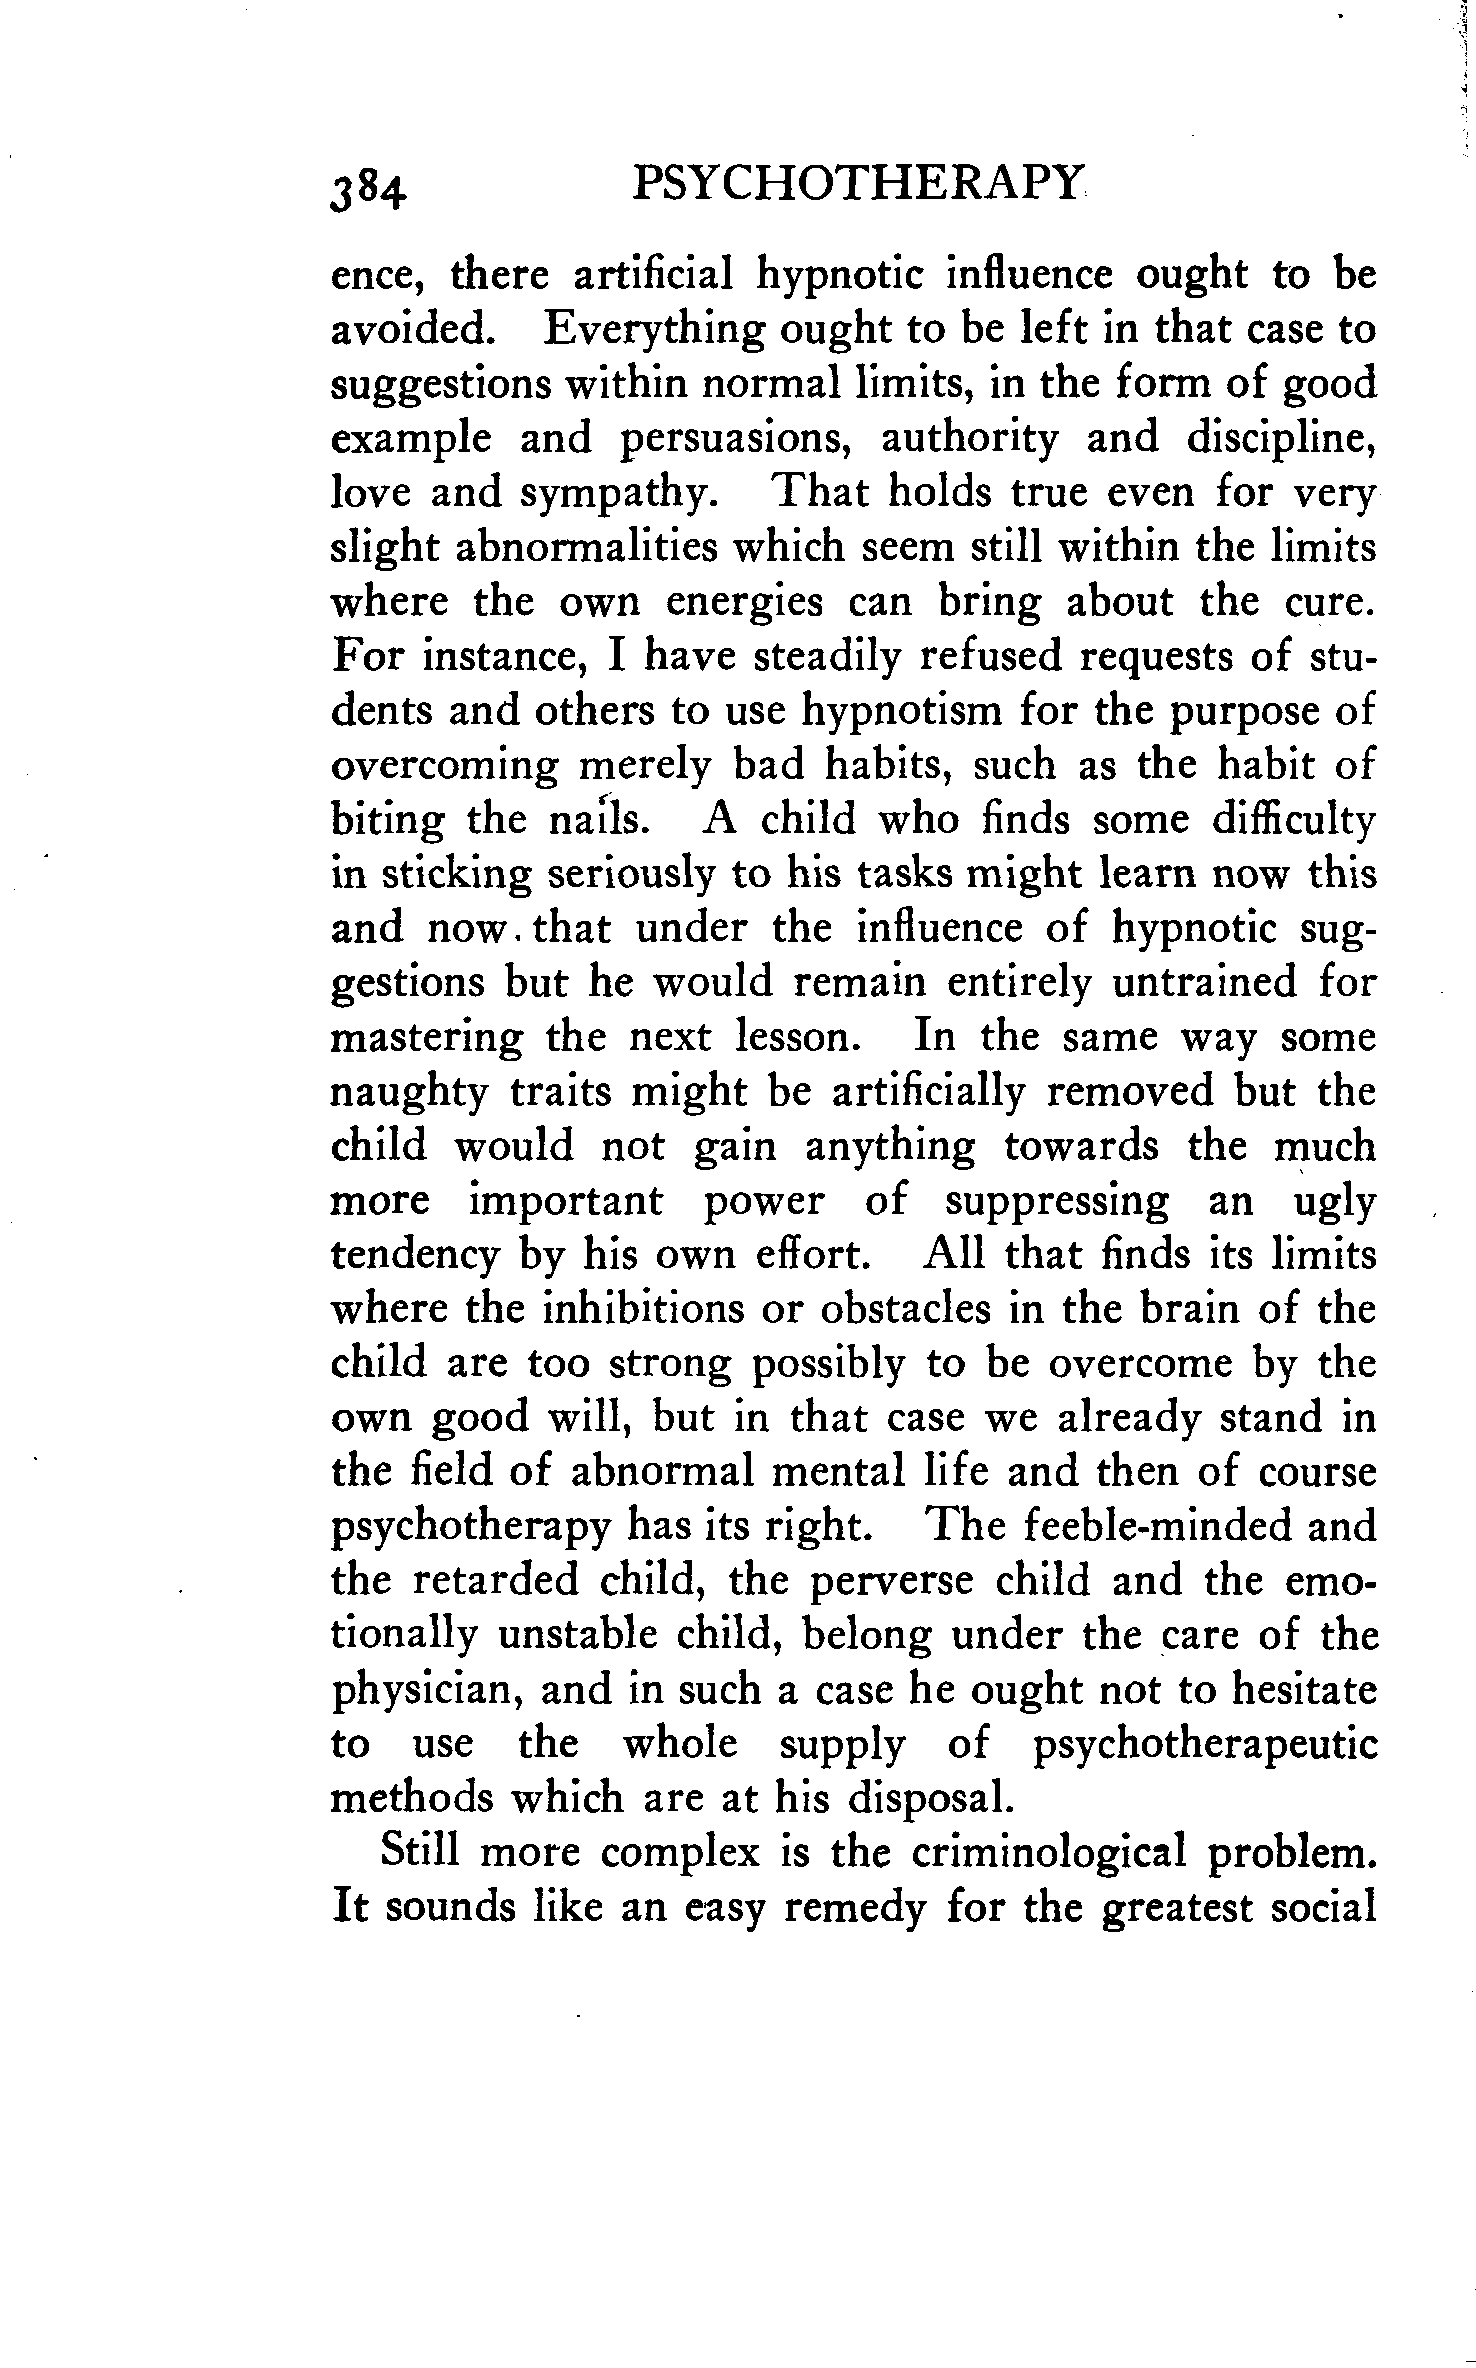 384 PSYCHOTHERAPY
ence, there artificial hypnotic influence ought to be
avoided. Everything ought to be left in that case to
suggestions within normal limits, in the form of good
example and persuasions, authority and discipline,
love and sympathy. That holds true even for very
slight abnormalities which seem still within the limits
where the own energies can bring about the cure.
For instance, I have steadily refused requests of stu-
dents and others to use hypnotism for the purpose of
overcoming merely bad habits, such as the habit of
biting the nails. A child who finds some difficulty
in sticking seriously to his tasks might learn now this
and now that under the influence of hypnotic sug-
gestions but he would remain entirely untrained for
mastering the next lesson. In the same way some
naughty traits might be artificially removed but the
child would not gain anything towards the much
more important power of suppressing an ugly
tendency by his own effort. All that finds its limits
where the inhibitions or obstacles in the brain of the
child are too strong possibly to be overcome by the
own good will, but in that case we already stand in
the field of abnormal mental life and then of course
psychotherapy has its right. The feeble-minded and
the retarded child, the perverse child and the emo-
tionally unstable child, belong under the care of the
physician, and in such a case he ought not to hesitate
to use the whole supply of psychotherapeutic
methods which are at his disposal.
Still more complex is the criminological problem.
It sounds like an easy remedy for the greatest social